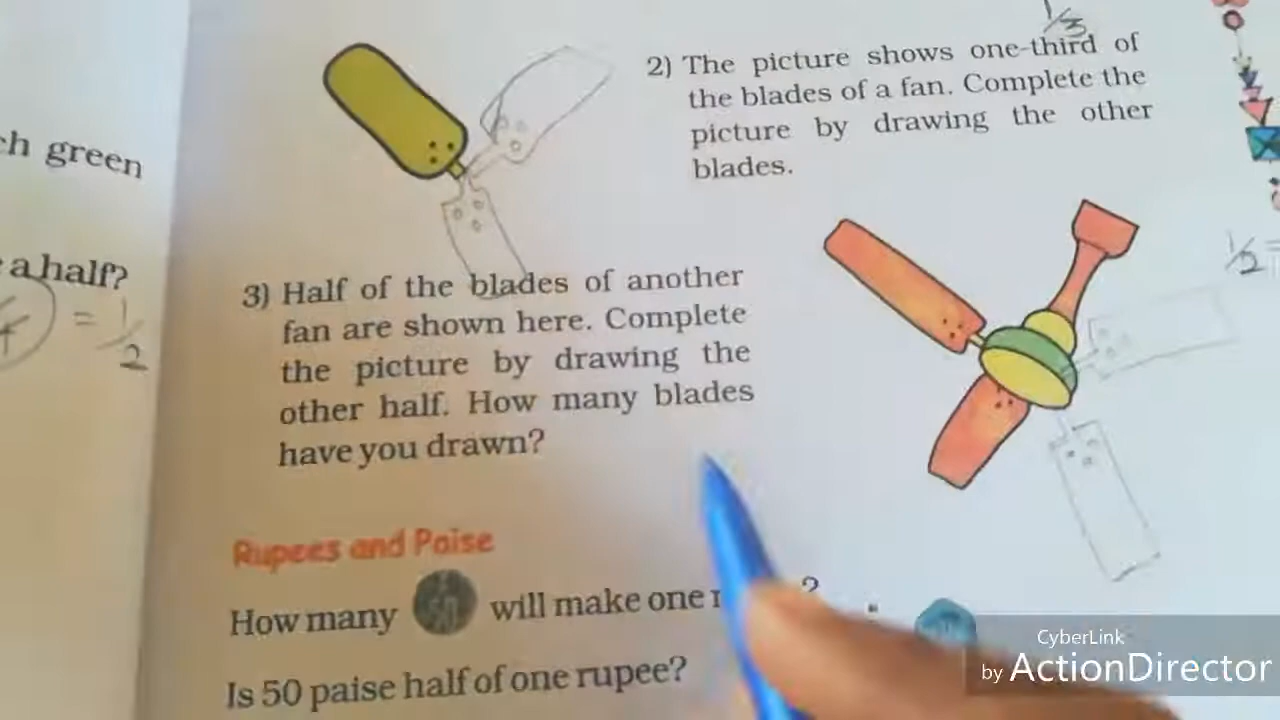 ch green
a half?
= 1/2
1/3
2) The picture shows one-third of
the blades of a fan. Complete the
picture by drawing the other
blades.
1/2 =
3) Half of the blades of another
fan are shown here. Complete
the picture by drawing the
other half. How many blades
have you drawn?
Rupees and Paise
How many 50 will make one
Is 50 paise half of one rupee?
CyberLink
by ActionDirector